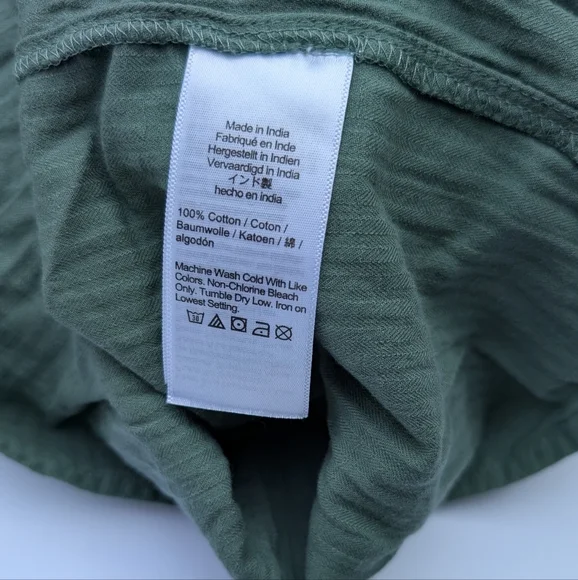 Made in India
Fabriqué en Inde
Hergestellt in Indien
Vervaardigd in India
インド製
hecho en india
100% Cotton / Coton /
Baumwolle / Katoen / 綿 /
algodón
Machine Wash Cold With Like
Colors. Non-Chlorine Bleach
Only. Tumble Dry Low. Iron on
Lowest Setting.
30